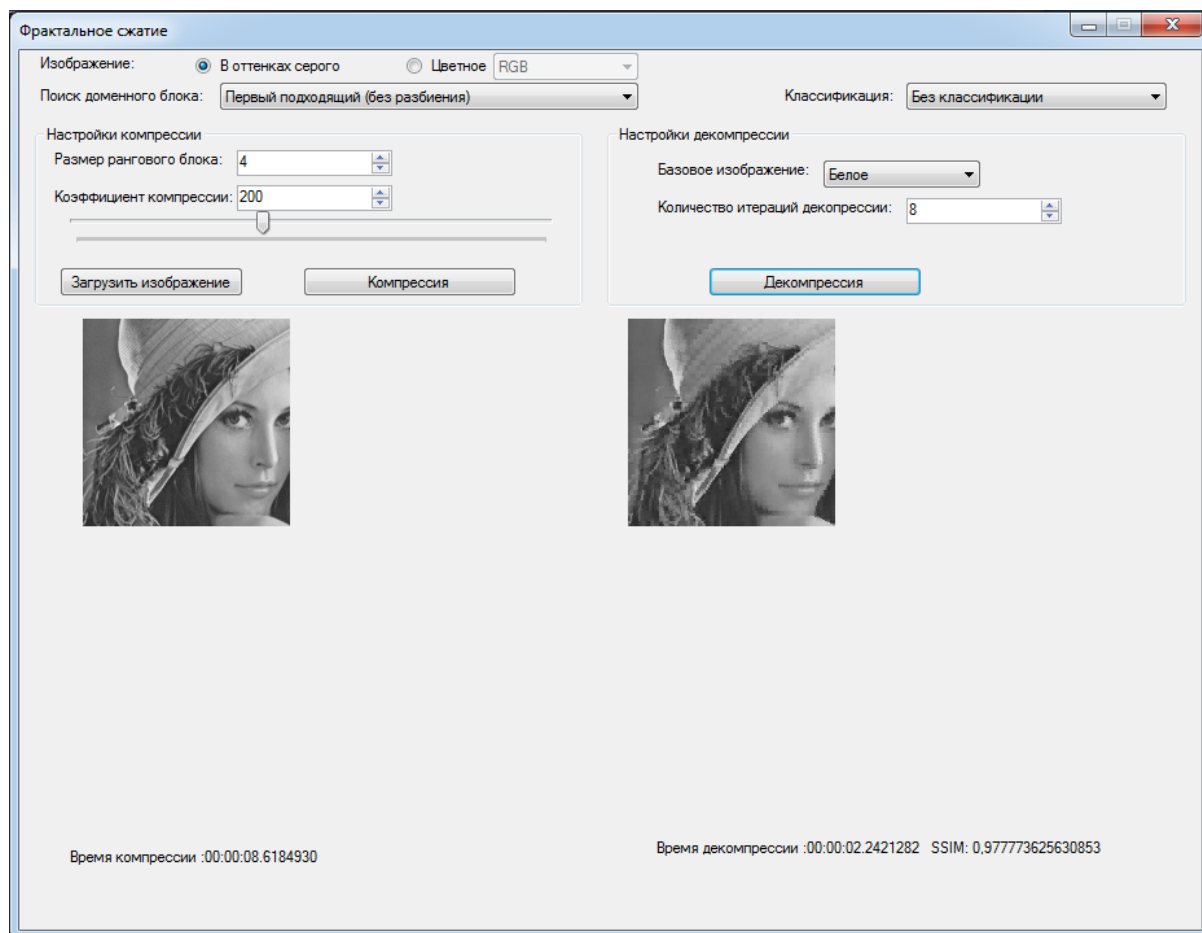 Фрактальное сжатие
Изображение: В оттенках серого Цветное RGB
Поиск доменного блока: Первый подходящий (без разбиения) Классификация: Без классификации
Настройки компрессии
Размер рангового блока: 4
Коэффициент компрессии: 200
Загрузить изображение Компрессия
Настройки декомпрессии
Базовое изображение: Белое
Количество итераций декопрессии: 8
Декомпрессия
Время компрессии :00:00:08.6184930
Время декомпрессии :00:00:02.2421282 SSIM: 0,977773625630853